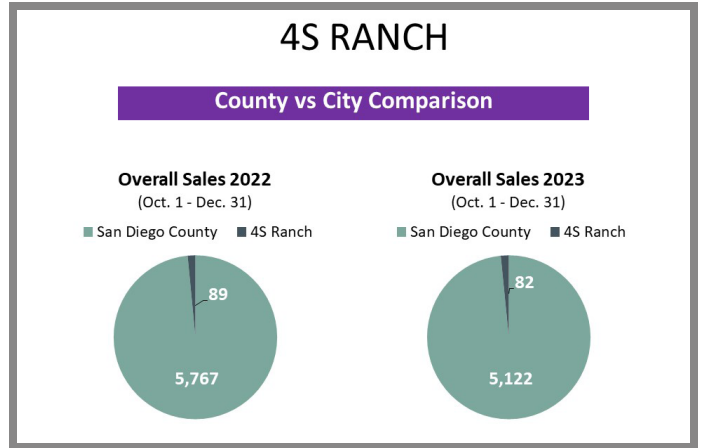 4S RANCH
County vs City Comparison
Overall Sales 2022
(Oct. 1 - Dec. 31)
San Diego County 4S Ranch
89
5,767
Overall Sales 2023
(Oct. 1 - Dec. 31)
San Diego County 4S Ranch
82
5,122